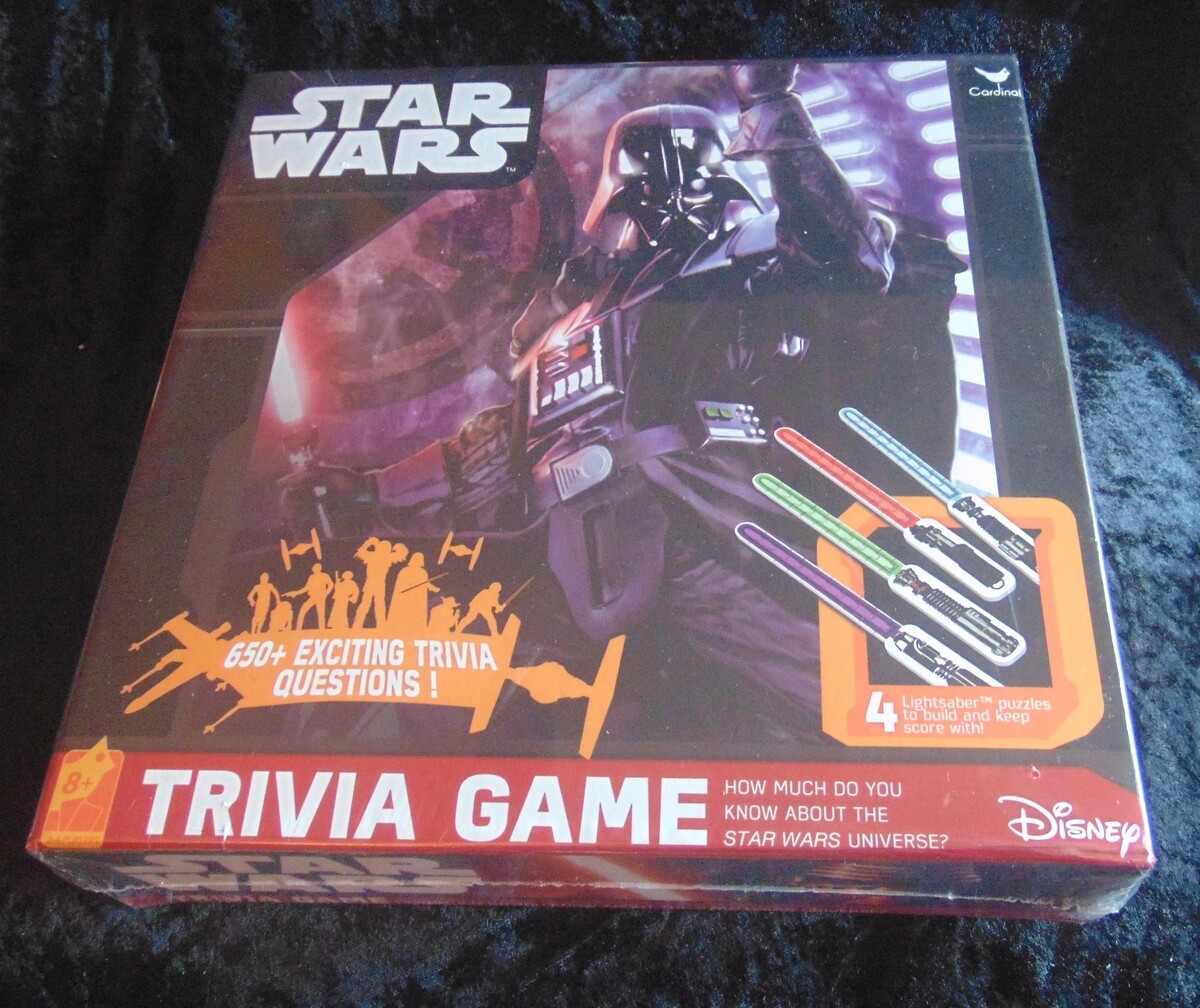 STAR
WARS™
Cardinal
650+ EXCITING TRIVIA
QUESTIONS!
4 Lightsaber™ puzzles
to build and keep
score with!
8+
TRIVIA GAME
HOW MUCH DO YOU
KNOW ABOUT THE
STAR WARS UNIVERSE?
Disney
STAR
WARS